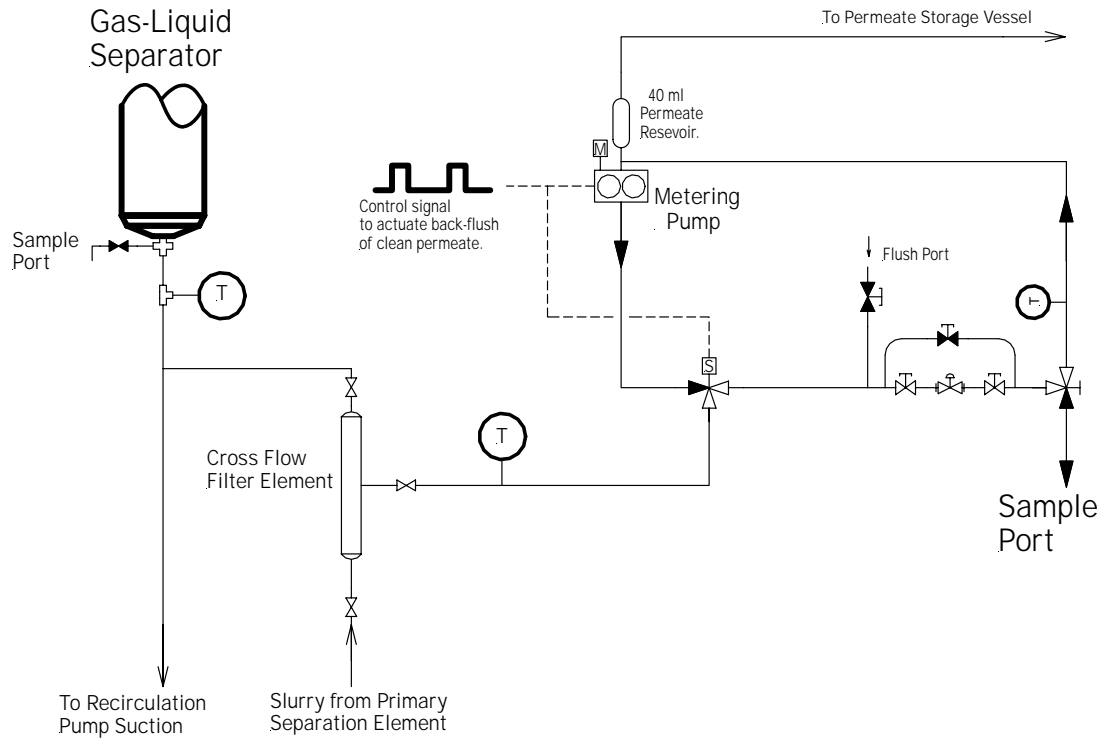 Gas-Liquid
Separator
To Permeate Storage Vessel
40 ml
Permeate
Resevoir.
M
Metering
Pump
Control signal
to actuate back-flush
of clean permeate.
Sample
Port
T
Flush Port
T
S
T
Cross Flow
Filter Element
Sample
Port
To Recirculation
Pump Suction
Slurry from Primary
Separation Element